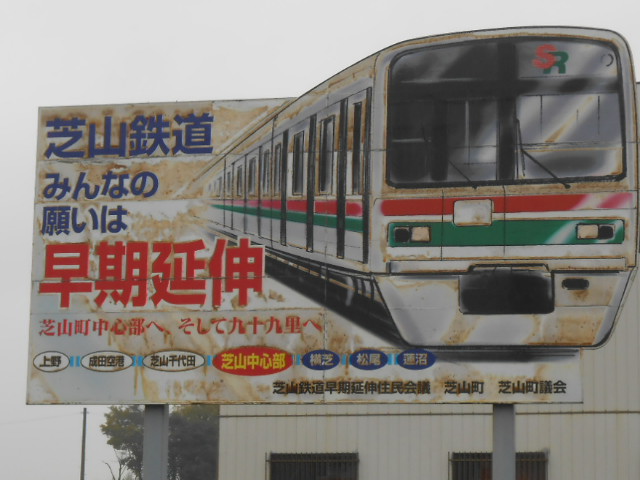 SR
芝山鉄道
みんなの
願いは
早期延伸
芝山町中心部へ、そして九十九里へ
上野 成田空港 芝山千代田 芝山中心部 横芝 松尾 蓮沼
芝山鉄道早期延伸住民会議 芝山町 芝山町議会